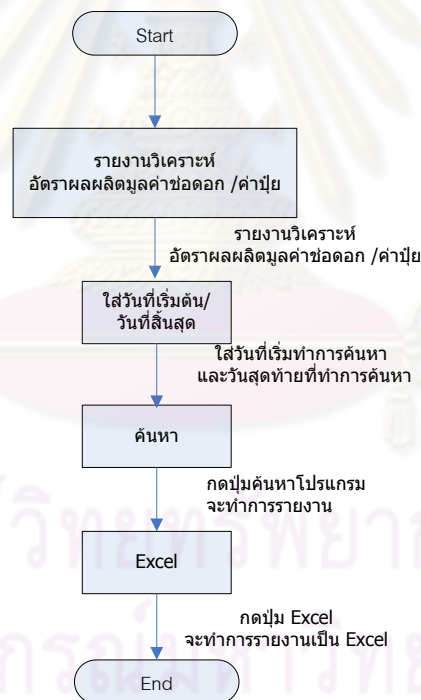 Start
รายงานวิเคราะห์
อัตราผลผลิตมูลค่าช่อดอก /ค่าปุ๋ย
รายงานวิเคราะห์
อัตราผลผลิตมูลค่าช่อดอก /ค่าปุ๋ย
ใส่วันที่เริ่มต้น/
วันที่สิ้นสุด
ใส่วันที่เริ่มทำการค้นหา
และวันสุดท้ายที่ทำการค้นหา
ค้นหา
กดปุ่มค้นหาโปรแกรม
จะทำการรายงาน
Excel
กดปุ่ม Excel
จะทำการรายงานเป็น Excel
End